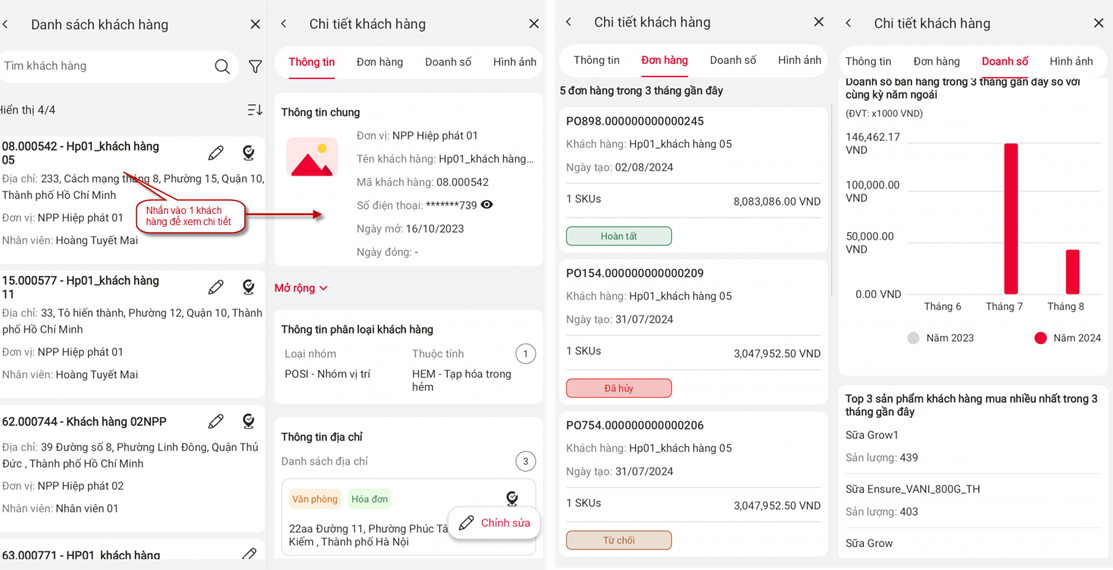 Danh sách khách hàng
Tìm khách hàng
Hiển thị 4/4
08.000542 - Hp01_khách hàng
05
Địa chỉ: 233, Cách mạng tháng 8, Phường 15, Quận 10,
Thành phố Hồ Chí Minh
Đơn vị: NPP Hiệp phát 01
Nhân viên: Hoàng Tuyết Mai
Nhấn vào 1 khách
hàng để xem chi tiết
15.000577 - Hp01_khách hàng
11
Địa chỉ: 33, Tô hiến thành, Phường 12, Quận 10, Thành
phố Hồ Chí Minh
Đơn vị: NPP Hiệp phát 01
Nhân viên: Hoàng Tuyết Mai
62.000744 - Khách hàng 02NPP
Địa chỉ: 39 Đường số 8, Phường Linh Đông, Quận Thủ
Đức , Thành phố Hồ Chí Minh
Đơn vị: NPP Hiệp phát 02
Nhân viên: Nhân viên 01
63.000771 - HP01_khách hàng
Chi tiết khách hàng
Thông tin Đơn hàng Doanh số Hình ảnh
Thông tin chung
Đơn vị: NPP Hiệp phát 01
Tên khách hàng: Hp01_khách hàng...
Mã khách hàng: 08.000542
Số điện thoại: *******739
Ngày mở: 16/10/2023
Ngày đóng: -
Mở rộng
Thông tin phân loại khách hàng
Loại nhóm Thuộc tính 1
POSI - Nhóm vị trí HEM - Tạp hóa trong
hẻm
Thông tin địa chỉ
Danh sách địa chỉ 3
Văn phòng Hóa đơn
22aa Đường 11, Phường Phúc Tâ
Kiếm , Thành phố Hà Nội
Chỉnh sửa
Chi tiết khách hàng
Thông tin Đơn hàng Doanh số Hình ảnh
5 đơn hàng trong 3 tháng gần đây
PO898.000000000000245
Khách hàng: Hp01_khách hàng 05
Ngày tạo: 02/08/2024
1 SKUs 8,083,086.00 VND
Hoàn tất
PO154.000000000000209
Khách hàng: Hp01_khách hàng 05
Ngày tạo: 31/07/2024
1 SKUs 3,047,952.50 VND
Đã hủy
PO754.000000000000206
Khách hàng: Hp01_khách hàng 05
Ngày tạo: 31/07/2024
1 SKUs 3,047,952.50 VND
Từ chối
Chi tiết khách hàng
Thông tin Đơn hàng Doanh số Hình ảnh
Doanh số bán hàng trong 3 tháng gần đây so với
cùng kỳ năm ngoái
(ĐVT: x1000 VND)
146,462.17
VND
100,000.00
VND
50,000.00
VND
0.00 VND
Tháng 6 Tháng 7 Tháng 8
Năm 2023 Năm 2024
Top 3 sản phẩm khách hàng mua nhiều nhất trong 3
tháng gần đây
Sữa Grow1
Sản lượng: 439
Sữa Ensure_VANI_800G_TH
Sản lượng: 403
Sữa Grow